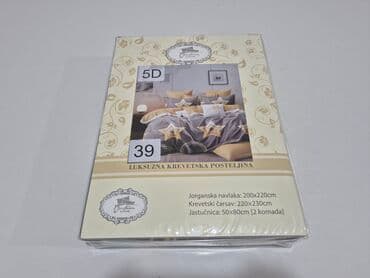 5D
39
LUKSUZNA KREVETSKA POSTELJINA
Jorganska navlaka: 200x220cm
Krevetski čaršav: 220x230cm
Jastučnica: 50x80cm [2 komada]